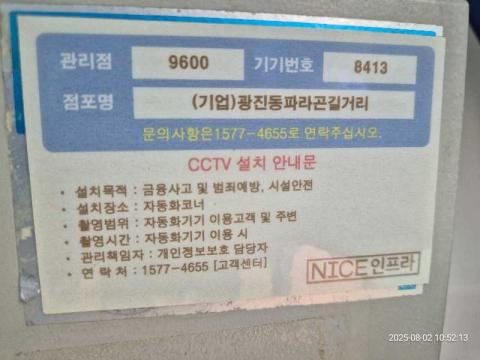 관리점 9600 기기번호 8413
점포명 (기업)광진동파라곤길거리
문의사항은1577-4655로 연락주십시오.
CCTV 설치 안내문
• 설치목적 : 금융사고 및 범죄예방, 시설안전
• 설치장소 : 자동화코너
• 촬영범위 : 자동화기기 이용고객 및 주변
• 촬영시간 : 자동화기기 이용 시
• 관리책임자 : 개인정보보호 담당자
• 연 락 처 : 1577-4655 [고객센터]
NICE인프라
2025-08-02 10:52:13